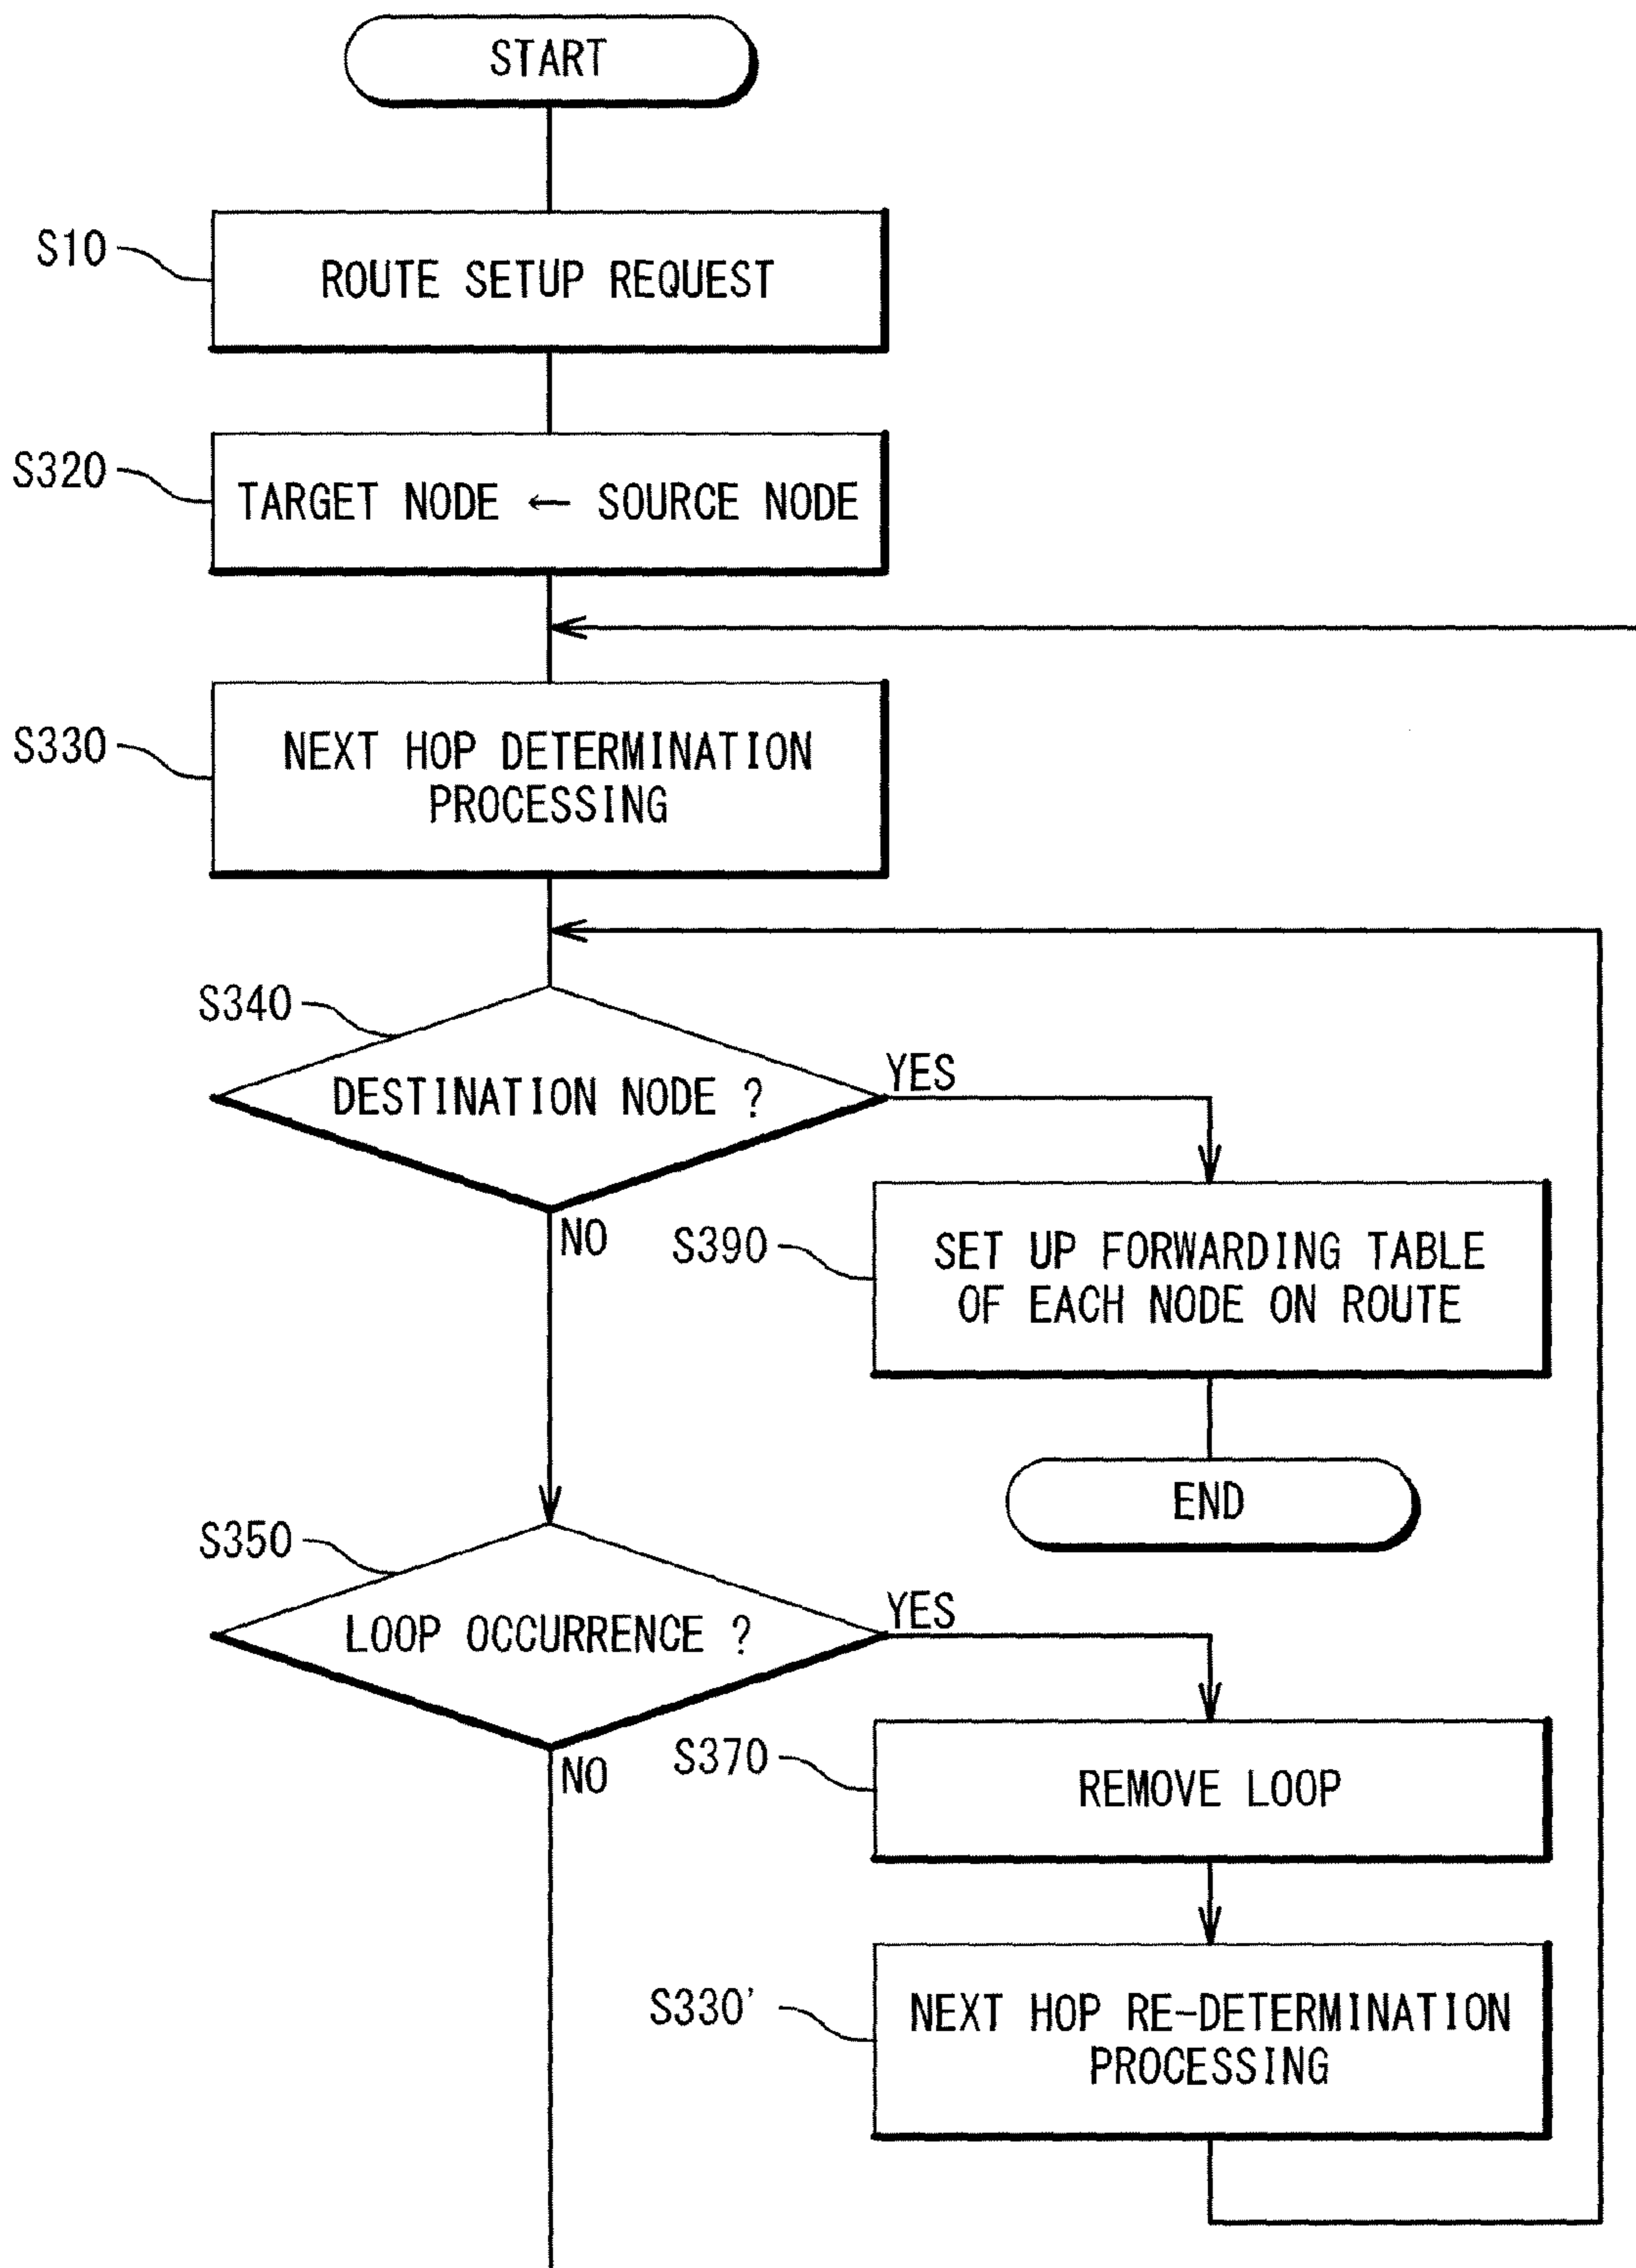 START
S10
ROUTE SETUP REQUEST
S320
TARGET NODE ← SOURCE NODE
S330
NEXT HOP DETERMINATION
PROCESSING
S340
DESTINATION NODE ?
YES
NO
S390
SET UP FORWARDING TABLE
OF EACH NODE ON ROUTE
END
S350
LOOP OCCURRENCE ?
YES
NO
S370
REMOVE LOOP
S330'
NEXT HOP RE-DETERMINATION
PROCESSING